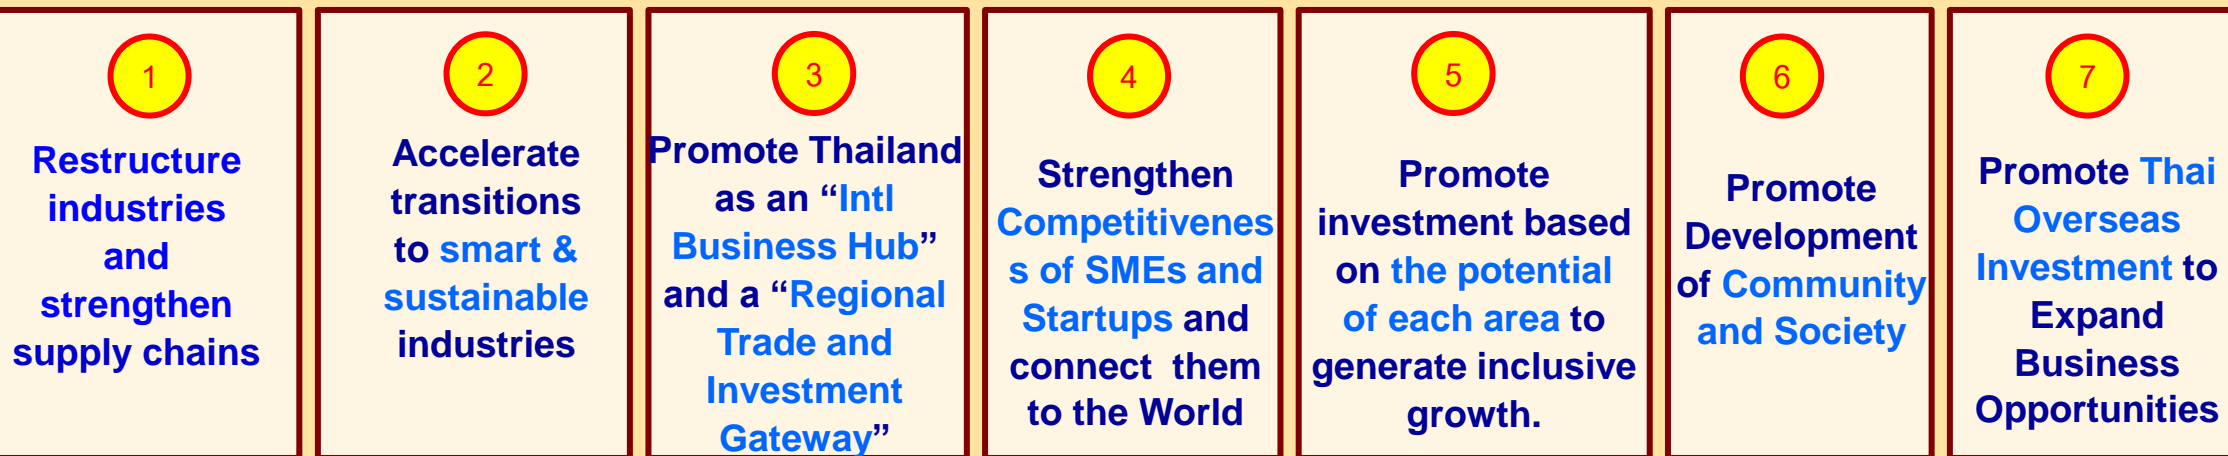 1
Restructure
industries
and
strengthen
supply chains
2
Accelerate
transitions
to smart &
sustainable
industries
3
Promote Thailand
as an “Intl
Business Hub”
and a “Regional
Trade and
Investment
Gateway”
4
Strengthen
Competitivenes
s of SMEs and
Startups and
connect  them
to the World
5
Promote
investment based
on the potential
of each area to
generate inclusive
growth.
6
Promote
Development
of Community
and Society
7
Promote Thai
Overseas
Investment to
Expand
Business
Opportunities